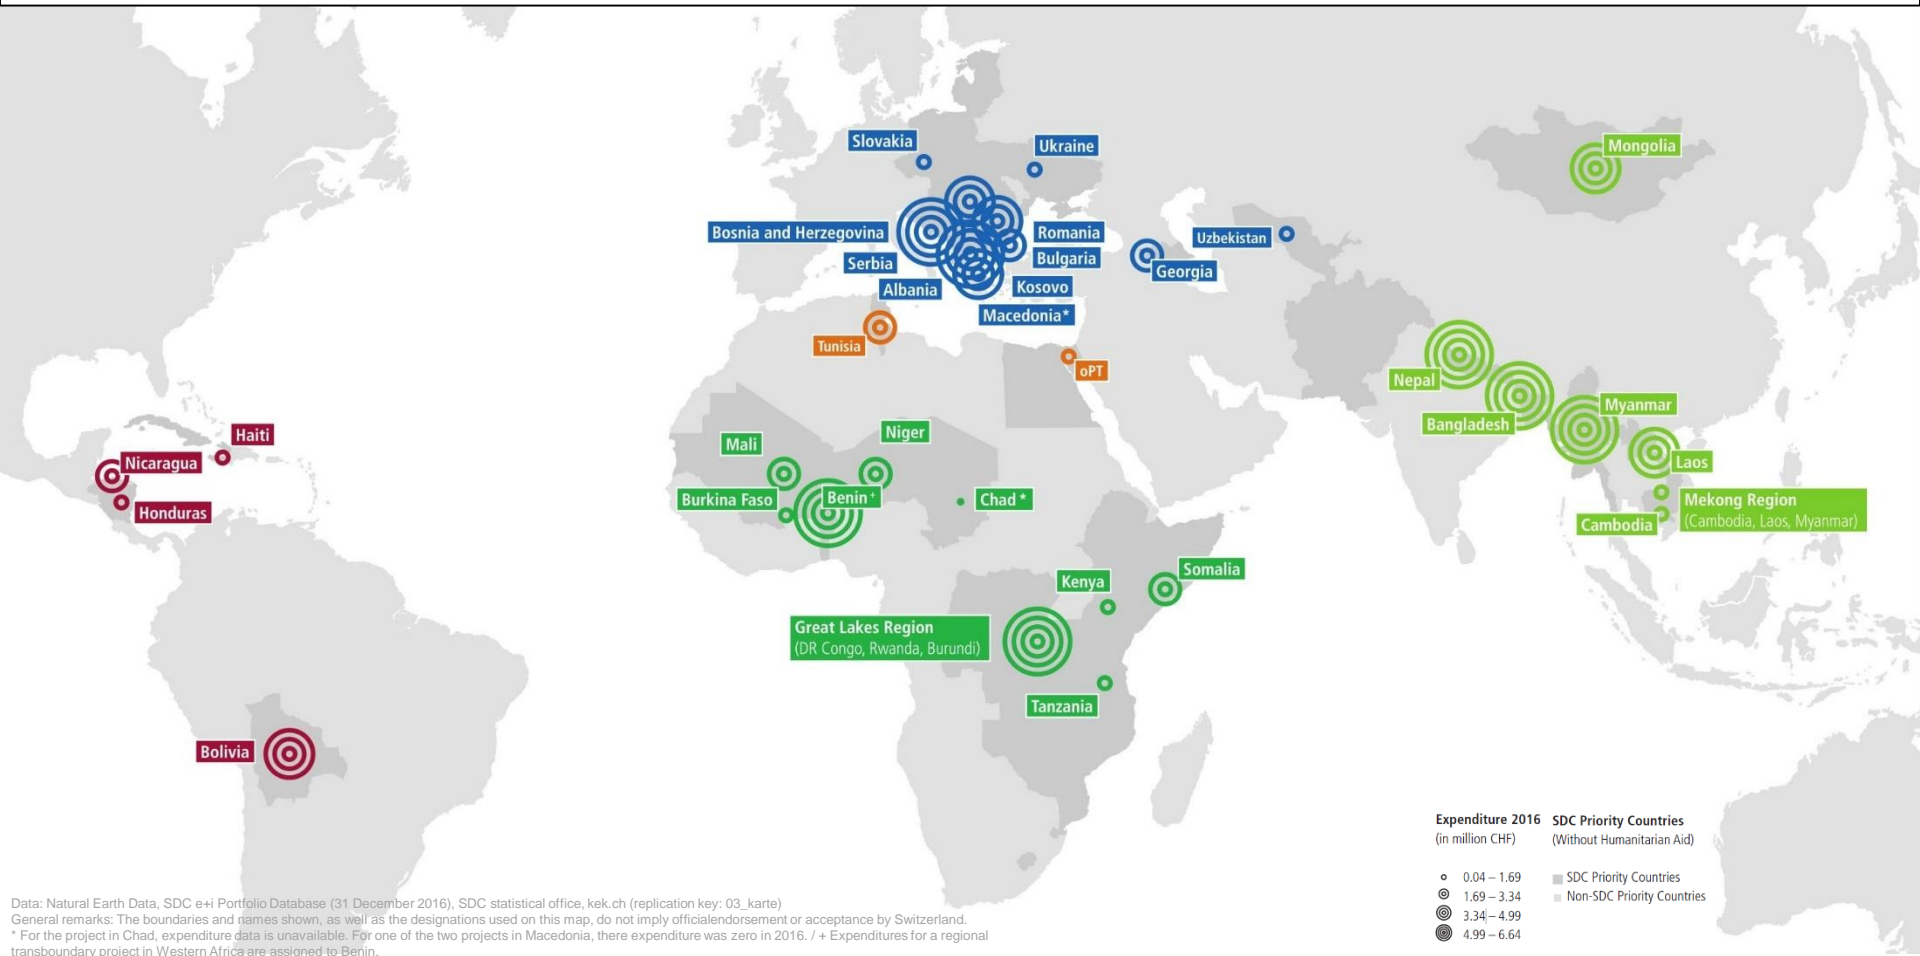 Slovakia
Ukraine
Mongolia
Bosnia and Herzegovina
Romania
Uzbekistan
Serbia
Bulgaria
Georgia
Albania
Kosovo
Macedonia*
Tunisia
oPT
Nepal
Myanmar
Bangladesh
Haiti
Niger
Mali
Nicaragua
Laos
Burkina Faso
Benin +
Chad *
Mekong Region
(Cambodia, Laos, Myanmar)
Honduras
Cambodia
Somalia
Kenya
Great Lakes Region
(DR Congo, Rwanda, Burundi)
Tanzania
Bolivia
Expenditure 2016
(in million CHF)
0.04 – 1.69
1.69 – 3.34
3.34 – 4.99
4.99 – 6.64
SDC Priority Countries
(Without Humanitarian Aid)
SDC Priority Countries
Non-SDC Priority Countries
Data: Natural Earth Data, SDC e+i Portfolio Database (31 December 2016), SDC statistical office, kek.ch (replication key: 03_karte)
General remarks: The boundaries and names shown, as well as the designations used on this map, do not imply officialendorsement or acceptance by Switzerland.
* For the project in Chad, expenditure data is unavailable. For one of the two projects in Macedonia, there expenditure was zero in 2016. / + Expenditures for a regional
transboundary project in Western Africa are assigned to Benin.